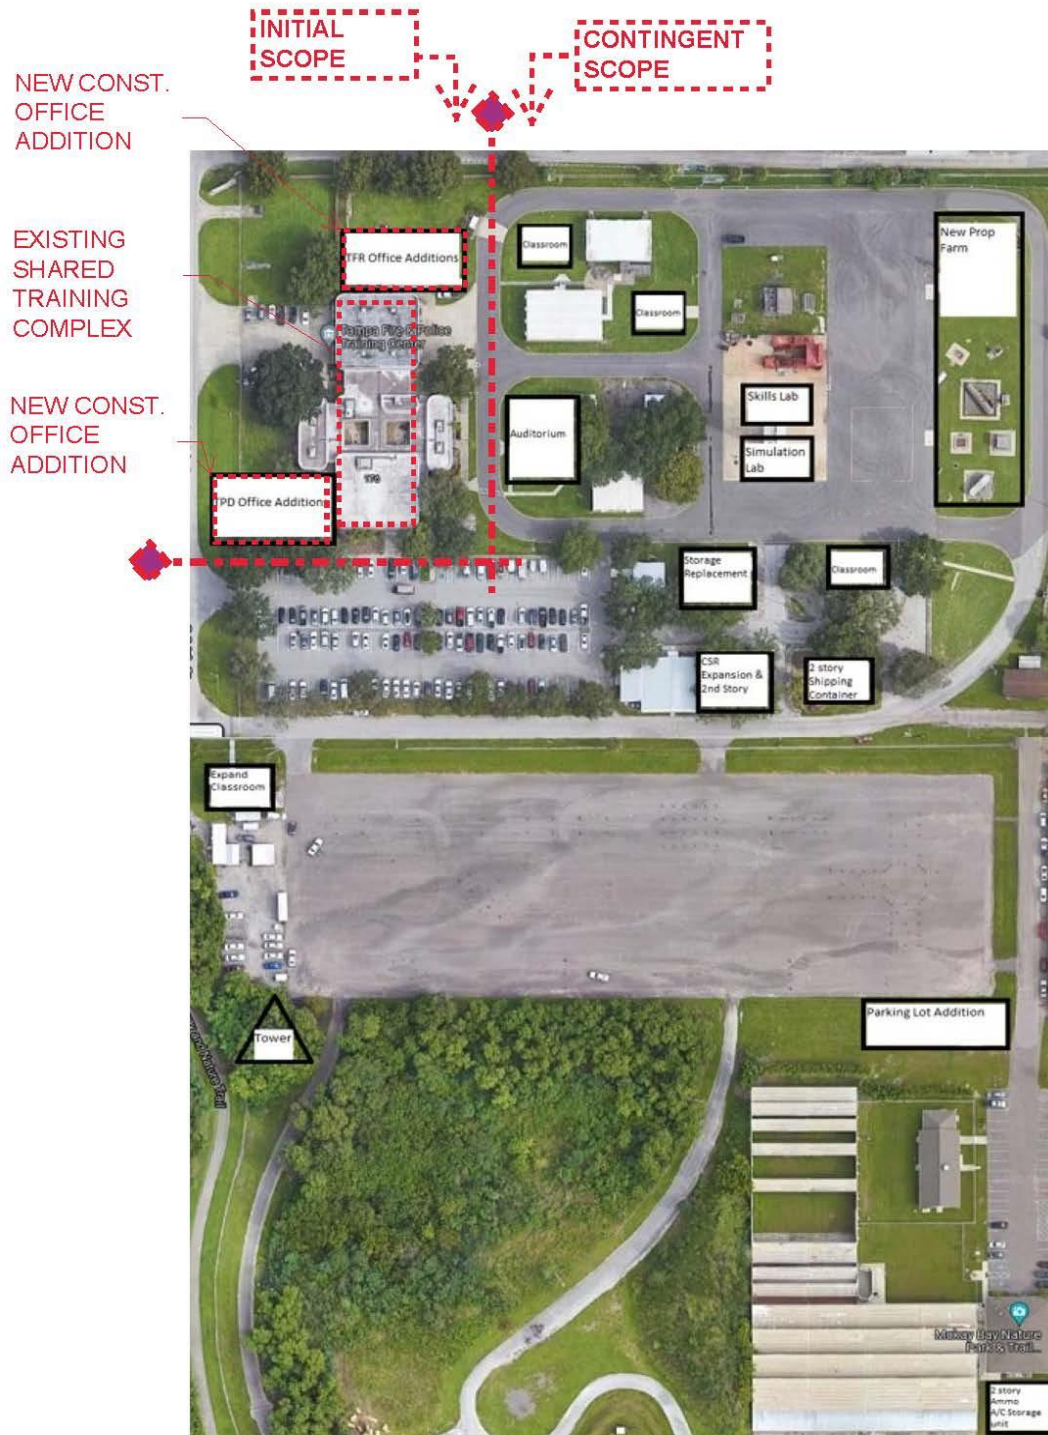 INITIAL
SCOPE
CONTINGENT
SCOPE
NEW CONST.
OFFICE
ADDITION
EXISTING
SHARED
TRAINING
COMPLEX
NEW CONST.
OFFICE
ADDITION
TFR Office Additions
Tampa Fire & Police
Training Center
TPD Office Additions
Classroom
Classroom
New Prop
Farm
Auditorium
Skills Lab
Simulation
Lab
Storage
Replacement
Classroom
CSR
Expansion &
2nd Story
2 story
Shipping
Container
Expand
Classroom
Tower
Nature Trail
Parking Lot Addition
McKay Bay Nature
Park & Trail...
2 story
Ammo
A/C Storage
unit